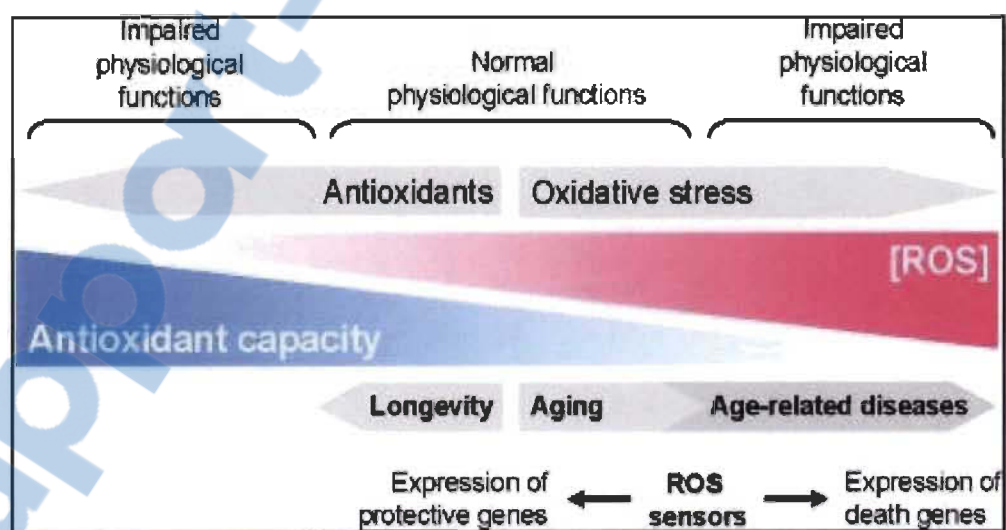 Impaired
physiological
functions
Normal
physiological functions
Impaired
physiological
functions
Antioxidants
Oxidative stress
[ROS]
Antioxidant capacity
Longevity
Aging
Age-related diseases
Expression of
protective genes
ROS
sensors
Expression of
death genes